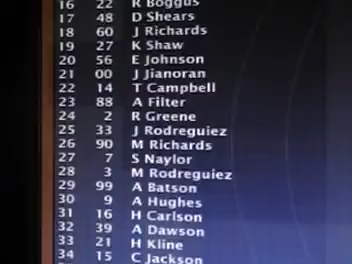 16 22 R Boggus
17 48 D Shears
18 60 J Richards
19 27 K Shaw
20 56 E Johnson
21 00 J Jianoran
22 14 T Campbell
23 88 A Filter
24 2 R Greene
25 33 J Rodreguiez
26 90 M Richards
27 7 S Naylor
28 3 M Rodreguiez
29 99 A Batson
30 9 A Hughes
31 16 H Carlson
32 39 A Dawson
33 21 H Kline
34 15 C Jackson